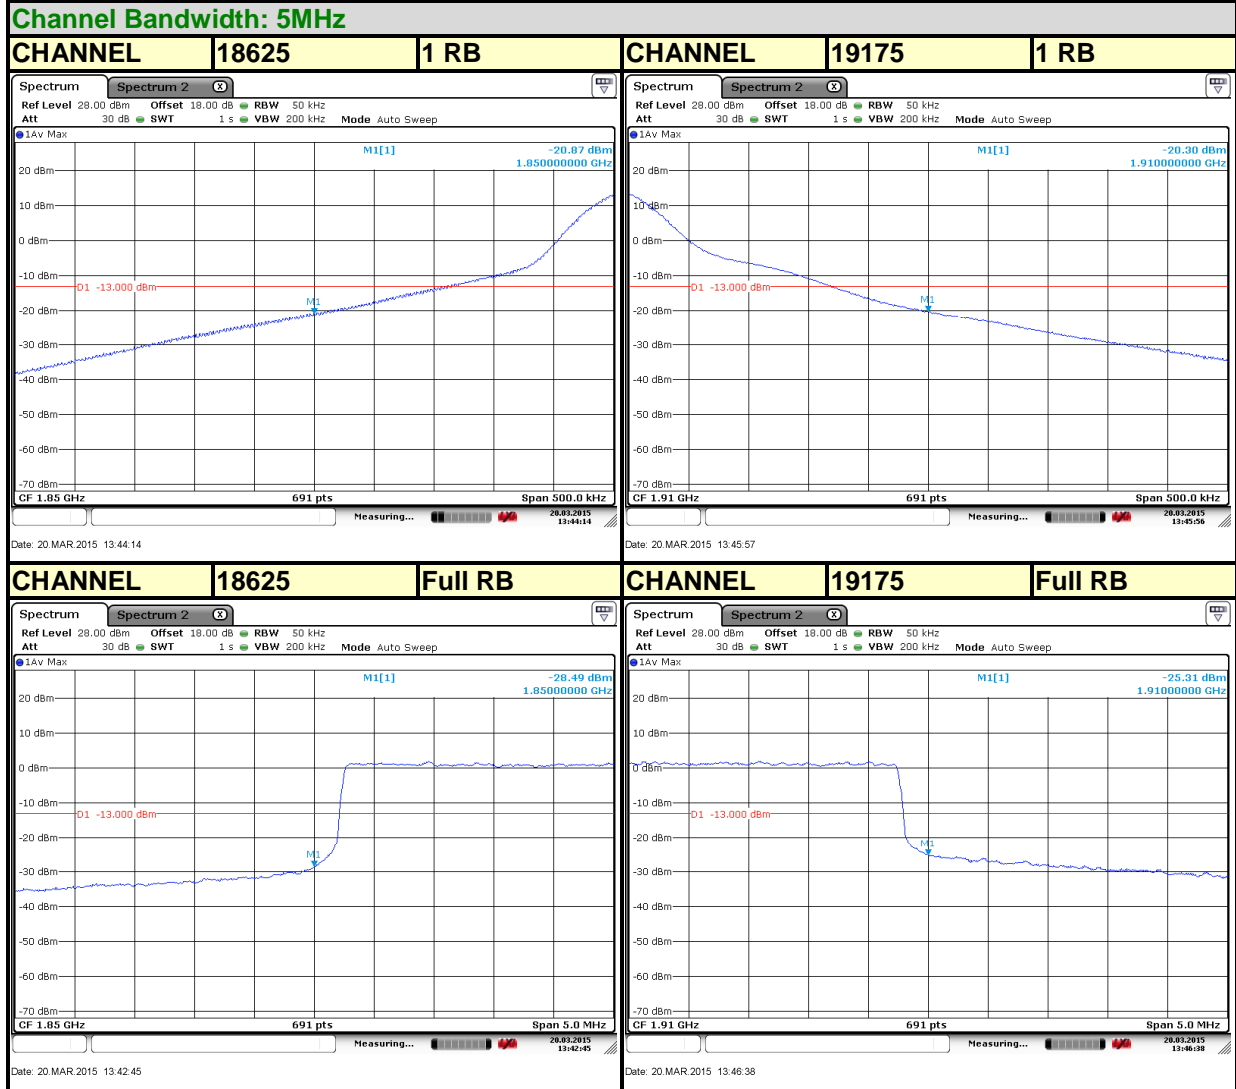 Channel Bandwidth: 5MHz
CHANNEL 18625 1 RB
Spectrum Spectrum 2 X
Ref Level 28.00 dBm Offset 18.00 dB RBW 50 kHz
Att 30 dB SWT 1 s VBW 200 kHz Mode Auto Sweep
1Av Max
M1[1] -20.87 dBm
1.850000000 GHz
20 dBm
10 dBm
0 dBm
-10 dBm
D1 -13.000 dBm
M1
-20 dBm
-30 dBm
-40 dBm
-50 dBm
-60 dBm
-70 dBm
CF 1.85 GHz 691 pts Span 500.0 kHz
Measuring... 20.03.2015
13:44:14
Date: 20.MAR.2015 13:44:14
CHANNEL 19175 1 RB
Spectrum Spectrum 2 X
Ref Level 28.00 dBm Offset 18.00 dB RBW 50 kHz
Att 30 dB SWT 1 s VBW 200 kHz Mode Auto Sweep
1Av Max
M1[1] -20.30 dBm
1.910000000 GHz
20 dBm
10 dBm
0 dBm
-10 dBm
D1 -13.000 dBm
M1
-20 dBm
-30 dBm
-40 dBm
-50 dBm
-60 dBm
-70 dBm
CF 1.91 GHz 691 pts Span 500.0 kHz
Measuring... 20.03.2015
13:45:56
Date: 20.MAR.2015 13:45:57
CHANNEL 18625 Full RB
Spectrum Spectrum 2 X
Ref Level 28.00 dBm Offset 18.00 dB RBW 50 kHz
Att 30 dB SWT 1 s VBW 200 kHz Mode Auto Sweep
1Av Max
M1[1] -28.49 dBm
1.85000000 GHz
20 dBm
10 dBm
0 dBm
-10 dBm
D1 -13.000 dBm
-20 dBm
M1
-30 dBm
-40 dBm
-50 dBm
-60 dBm
-70 dBm
CF 1.85 GHz 691 pts Span 5.0 MHz
Measuring... 20.03.2015
13:42:45
Date: 20.MAR.2015 13:42:45
CHANNEL 19175 Full RB
Spectrum Spectrum 2 X
Ref Level 28.00 dBm Offset 18.00 dB RBW 50 kHz
Att 30 dB SWT 1 s VBW 200 kHz Mode Auto Sweep
1Av Max
M1[1] -25.31 dBm
1.91000000 GHz
20 dBm
10 dBm
0 dBm
-10 dBm
D1 -13.000 dBm
-20 dBm
M1
-30 dBm
-40 dBm
-50 dBm
-60 dBm
-70 dBm
CF 1.91 GHz 691 pts Span 5.0 MHz
Measuring... 20.03.2015
13:46:38
Date: 20.MAR.2015 13:46:38